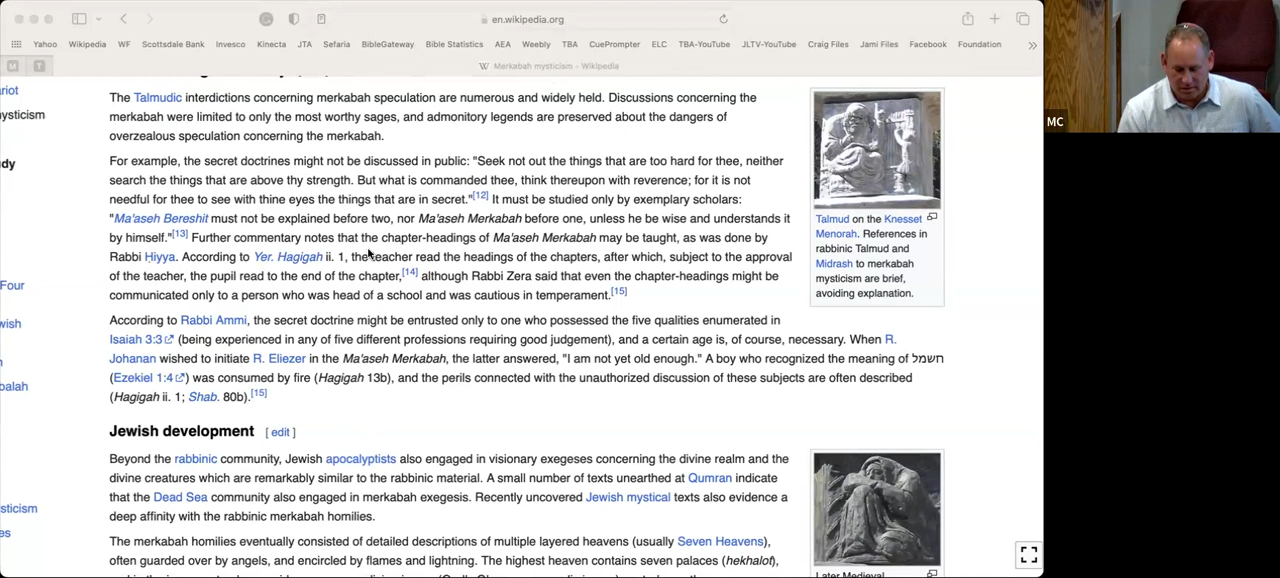 en.wikipedia.org
Yahoo Wikipedia WF Scottsdale Bank Invesco Kinecta JTA Sefaria BibleGateway Bible Statistics AEA Weebly TBA CuePrompter ELC TBA-YouTube JLTV-YouTube Craig Files Jami Files Facebook Foundation
M T Merkabah mysticism - Wikipedia
ariot
mysticism
udy
Four
wish
balah
sticism
es
The Talmudic interdictions concerning merkabah speculation are numerous and widely held. Discussions concerning the
merkabah were limited to only the most worthy sages, and admonitory legends are preserved about the dangers of
overzealous speculation concerning the merkabah.
For example, the secret doctrines might not be discussed in public: "Seek not out the things that are too hard for thee, neither
search the things that are above thy strength. But what is commanded thee, think thereupon with reverence; for it is not
needful for thee to see with thine eyes the things that are in secret."[12] It must be studied only by exemplary scholars:
"Ma'aseh Bereshit must not be explained before two, nor Ma'aseh Merkabah before one, unless he be wise and understands it
by himself."[13] Further commentary notes that the chapter-headings of Ma'aseh Merkabah may be taught, as was done by
Rabbi Ḥiyya. According to Yer. Hagigah ii. 1, the teacher read the headings of the chapters, after which, subject to the approval
of the teacher, the pupil read to the end of the chapter,[14] although Rabbi Zera said that even the chapter-headings might be
communicated only to a person who was head of a school and was cautious in temperament.[15]
According to Rabbi Ammi, the secret doctrine might be entrusted only to one who possessed the five qualities enumerated in
Isaiah 3:3 (being experienced in any of five different professions requiring good judgement), and a certain age is, of course, necessary. When R.
Johanan wished to initiate R. Eliezer in the Ma'aseh Merkabah, the latter answered, "I am not yet old enough." A boy who recognized the meaning of חשמל
(Ezekiel 1:4) was consumed by fire (Hagigah 13b), and the perils connected with the unauthorized discussion of these subjects are often described
(Hagigah ii. 1; Shab. 80b).[15]
Talmud on the Knesset
Menorah. References in
rabbinic Talmud and
Midrash to merkabah
mysticism are brief,
avoiding explanation.
Jewish development [ edit ]
Beyond the rabbinic community, Jewish apocalyptists also engaged in visionary exegeses concerning the divine realm and the
divine creatures which are remarkably similar to the rabbinic material. A small number of texts unearthed at Qumran indicate
that the Dead Sea community also engaged in merkabah exegesis. Recently uncovered Jewish mystical texts also evidence a
deep affinity with the rabbinic merkabah homilies.
The merkabah homilies eventually consisted of detailed descriptions of multiple layered heavens (usually Seven Heavens),
often guarded over by angels, and encircled by flames and lightning. The highest heaven contains seven palaces (hekhalot),
Later Medieval
MC